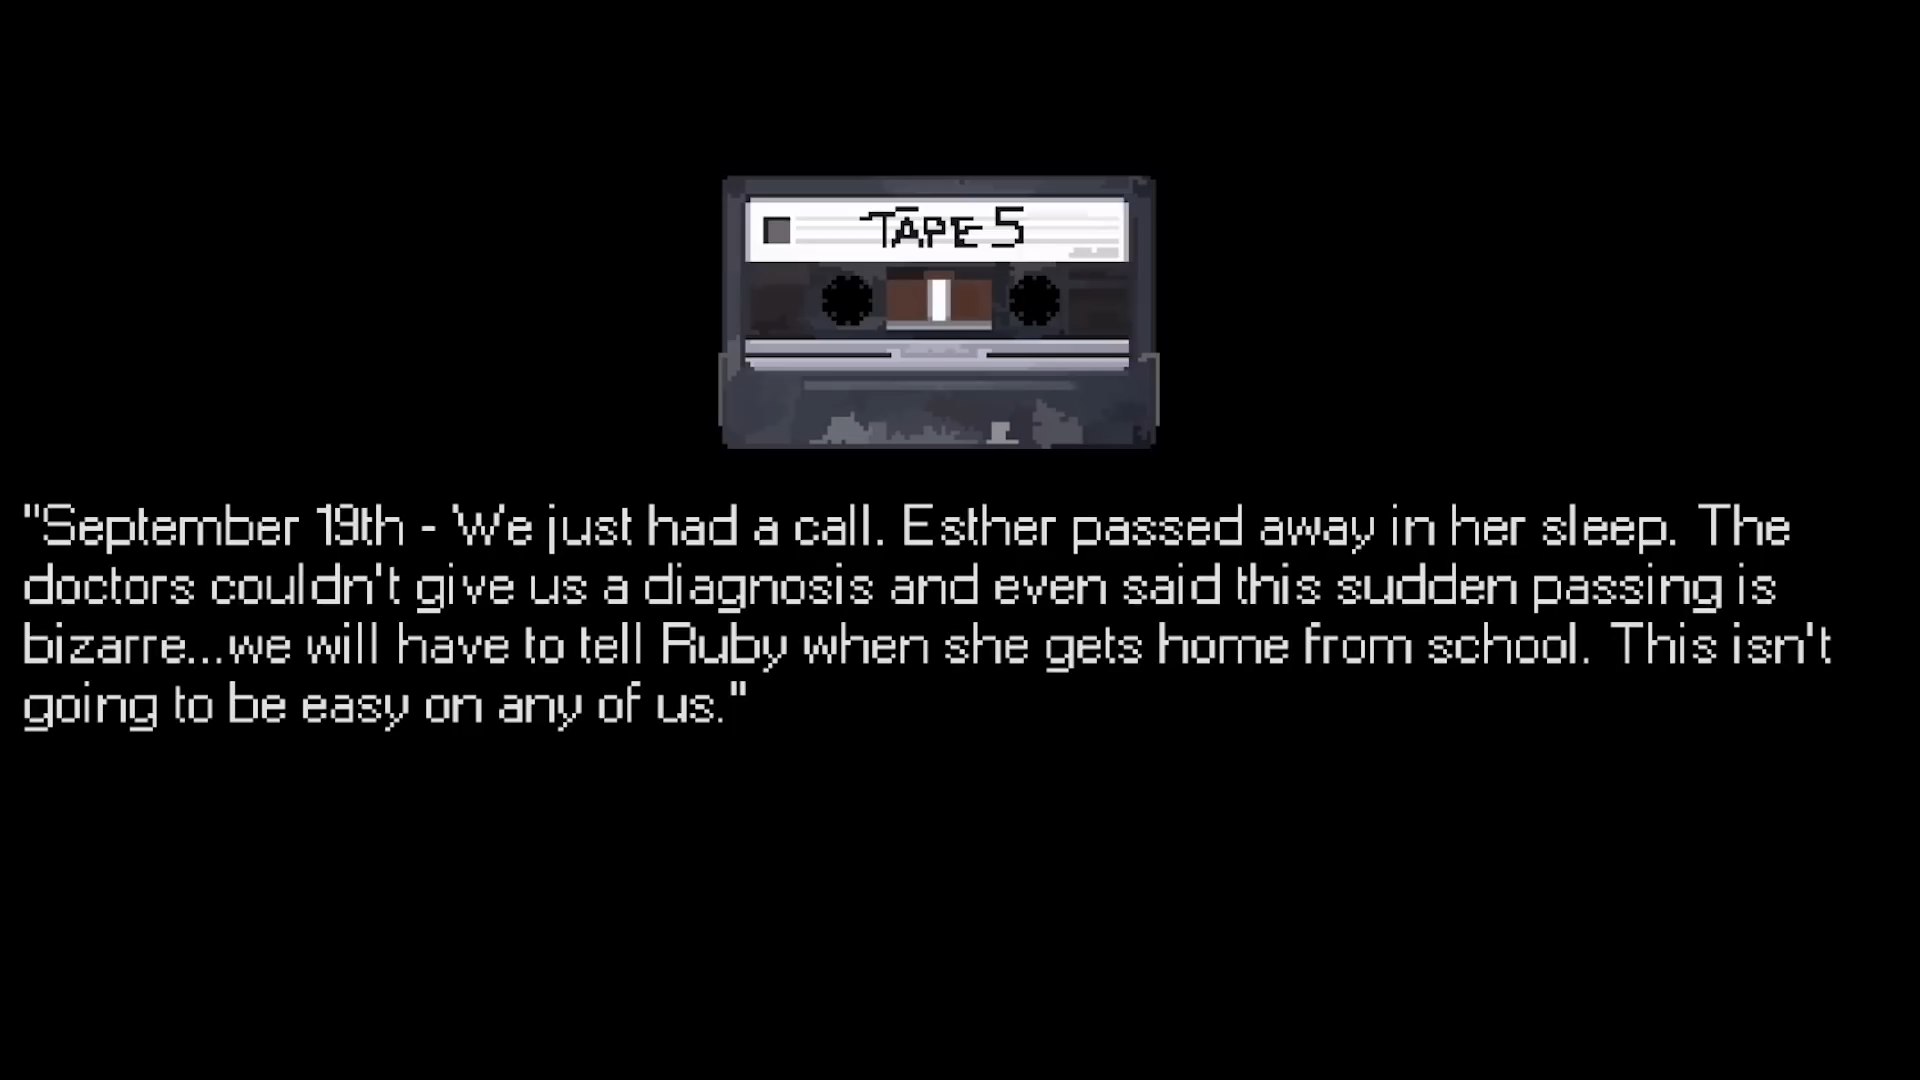 TAPE 5
"September 19th - We just had a call. Esther passed away in her sleep. The
doctors couldn't give us a diagnosis and even said this sudden passing is
bizarre...we will have to tell Ruby when she gets home from school. This isn't
going to be easy on any of us."